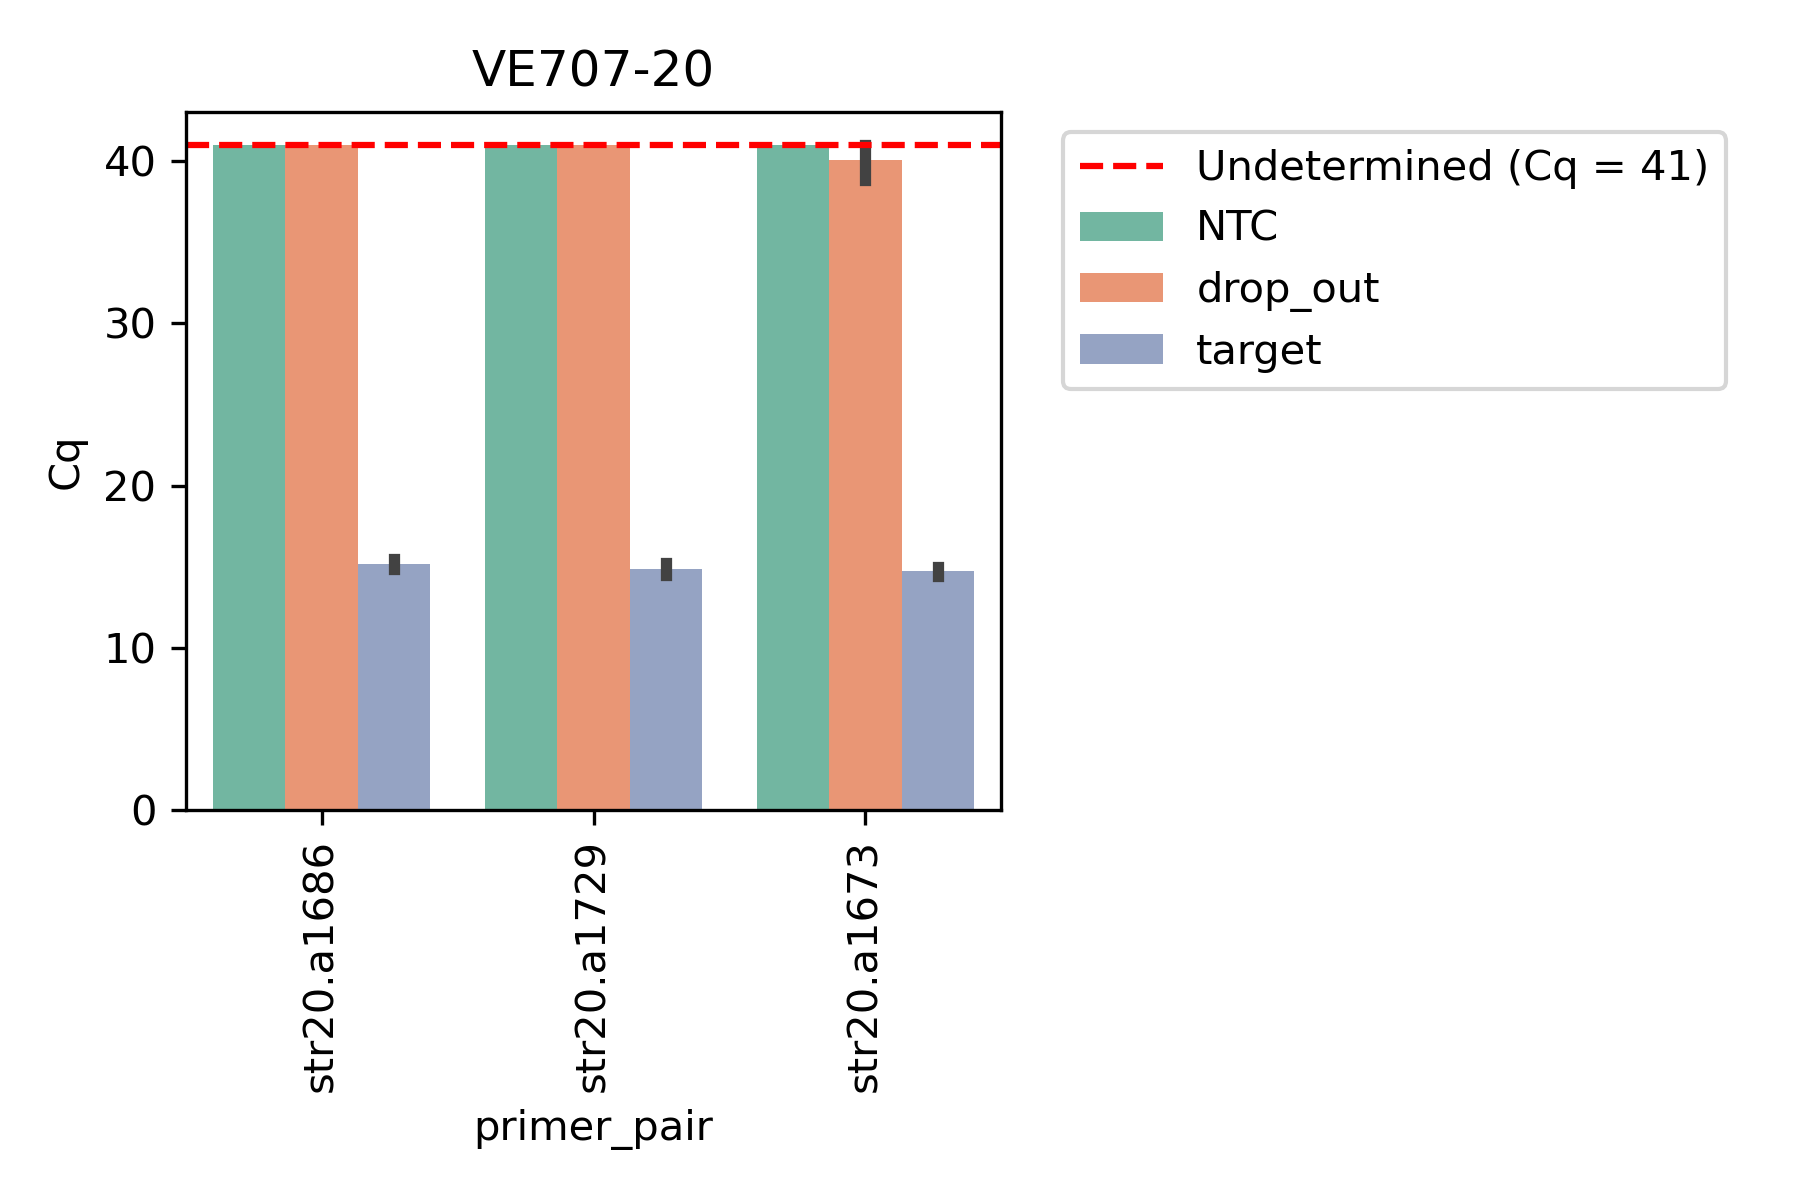 VE707-20
Cq
40
30
20
10
0
str20.a1686
str20.a1729
str20.a1673
primer_pair
Undetermined (Cq = 41)
NTC
drop_out
target